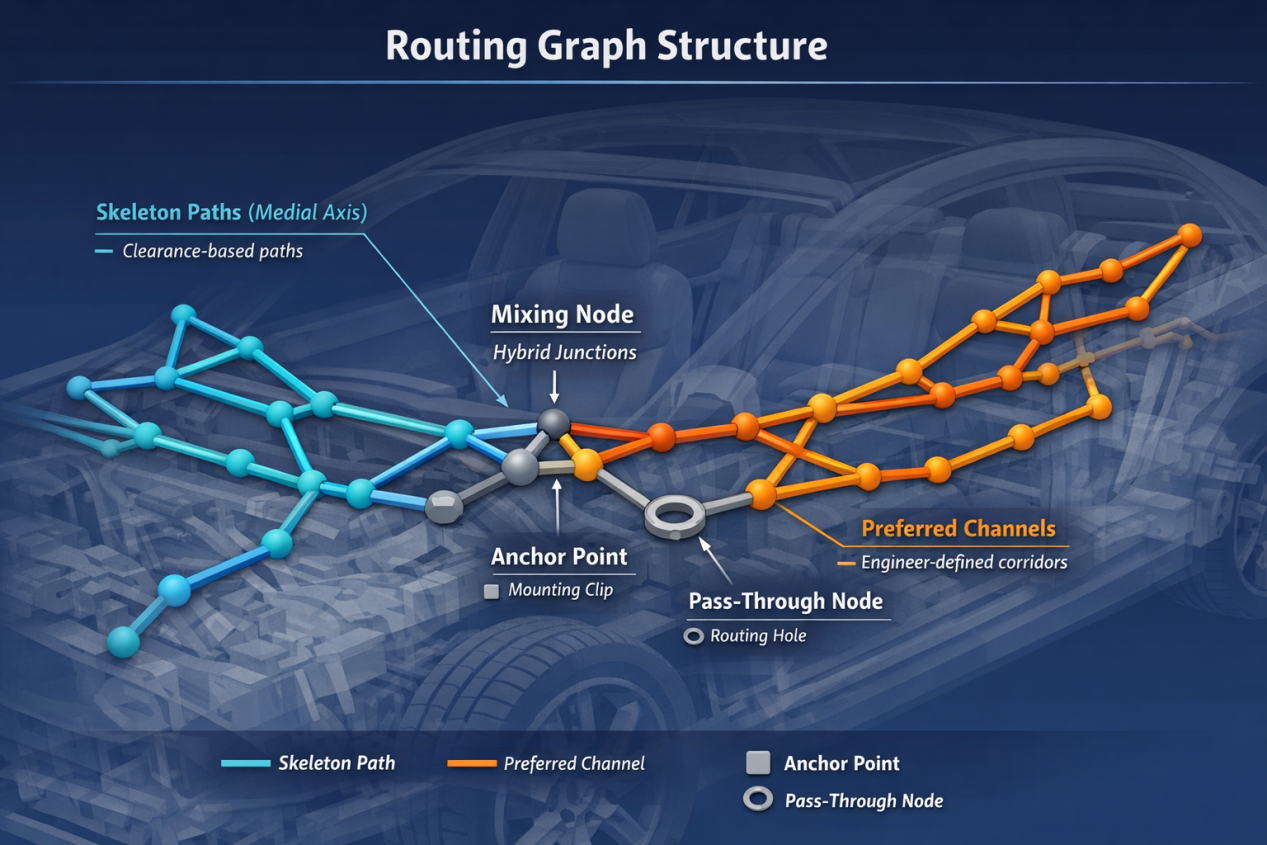 Routing Graph Structure
Skeleton Paths (Medial Axis)
Clearance-based paths
Mixing Node
Hybrid Junctions
Anchor Point
Mounting Clip
Preferred Channels
Engineer-defined corridors
Pass-Through Node
Routing Hole
Skeleton Path
Preferred Channel
Anchor Point
Pass-Through Node